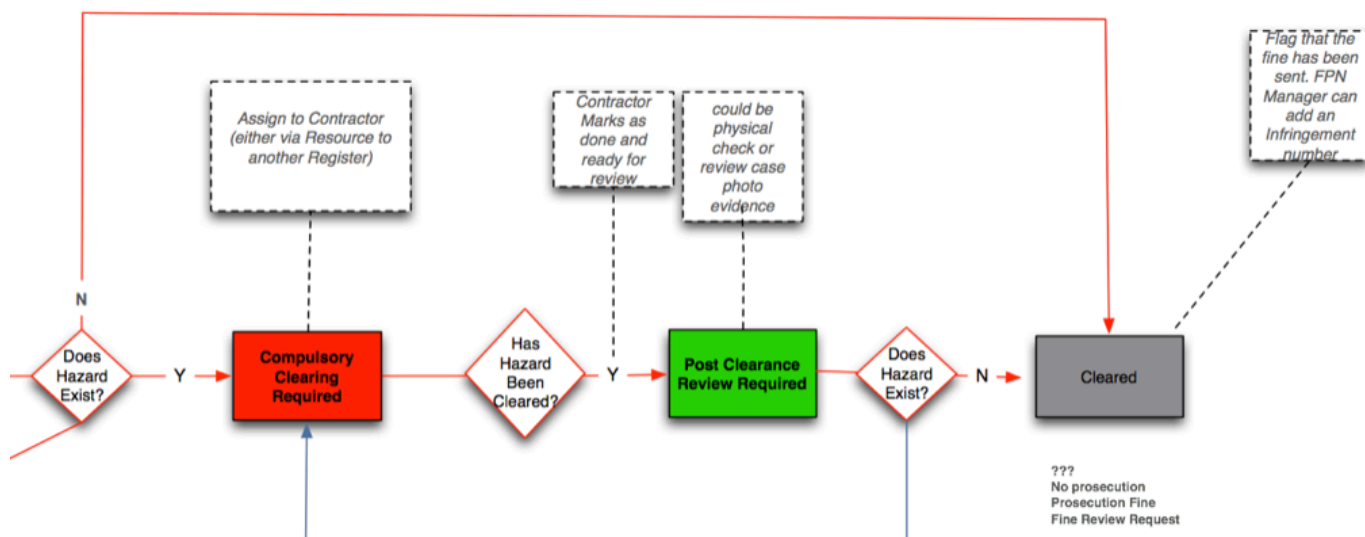 Assign to Contractor
(either via Resource to
another Register)
Contractor
Marks as
done and
ready for
review
could be
physical
check or
review case
photo
evidence
Flag that the
fine has been
sent. FPN
Manager can
add an
Infringement
number
N
Does
Hazard
Exist?
Y
Compulsory
Clearing
Required
Has
Hazard
Been
Cleared?
Y
Post Clearance
Review Required
Does
Hazard
Exist?
N
Cleared
???
No prosecution
Prosecution Fine
Fine Review Request